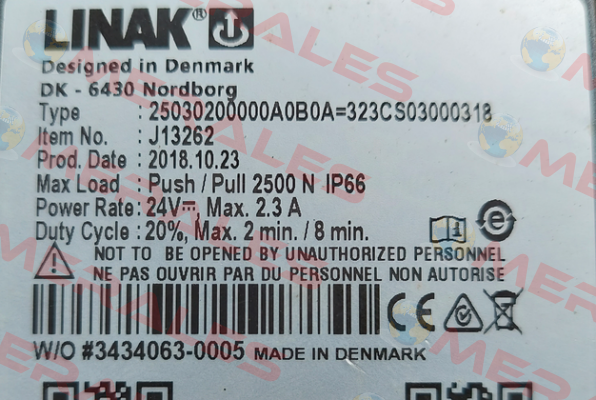 LINAK®
Designed in Denmark
DK - 6430 Nordborg
Type : 25030200000A0B0A=323CS03000318
Item No. : J13262
Prod. Date : 2018.10.23
Max Load : Push / Pull 2500 N IP66
Power Rate : 24V⎓, Max. 2.3 A
Duty Cycle : 20%, Max. 2 min. / 8 min.
NOT TO BE OPENED BY UNAUTHORIZED PERSONNEL
NE PAS OUVRIR PAR DU PERSONNEL NON AUTORISE
CE
W/O #3434063-0005 MADE IN DENMARK
MERALES